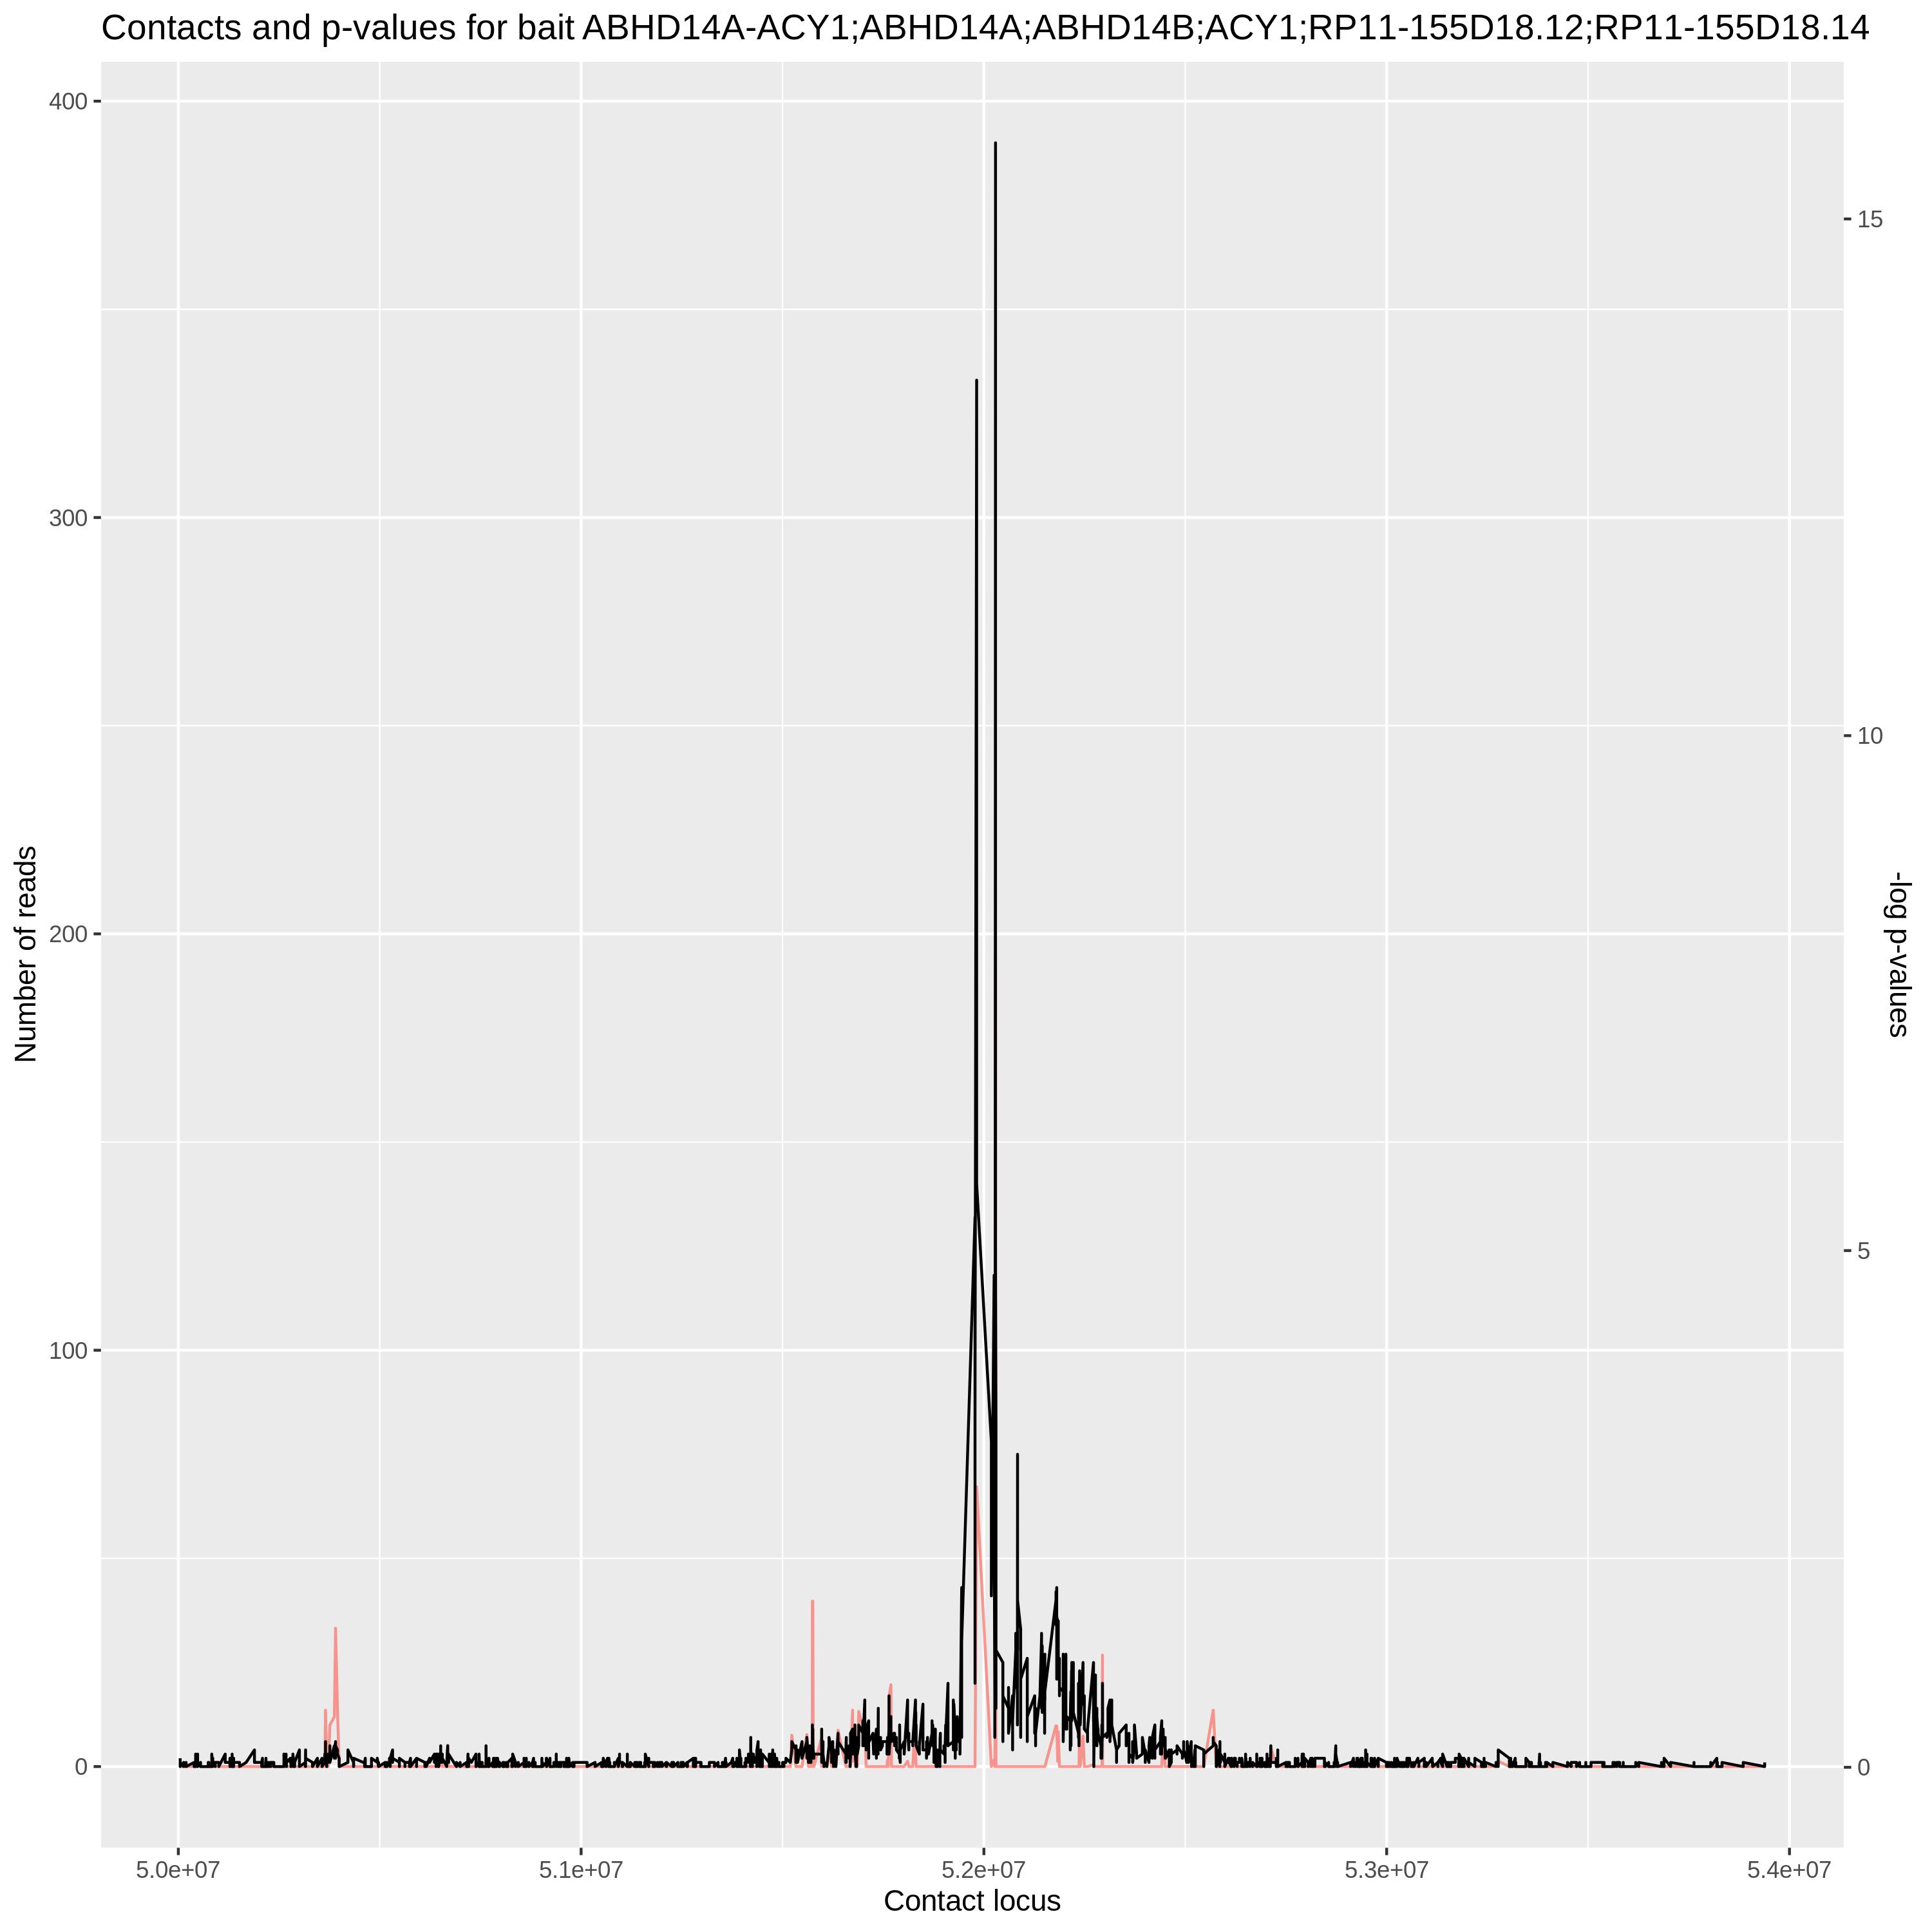 Contacts and p-values for bait ABHD14A-ACY1;ABHD14A;ABHD14B;ACY1;RP11-155D18.12;RP11-155D18.14
400
300
200
100
0
Number of reads
15
10
5
0
-log p-values
5.0e+07 5.1e+07 5.2e+07 5.3e+07 5.4e+07
Contact locus